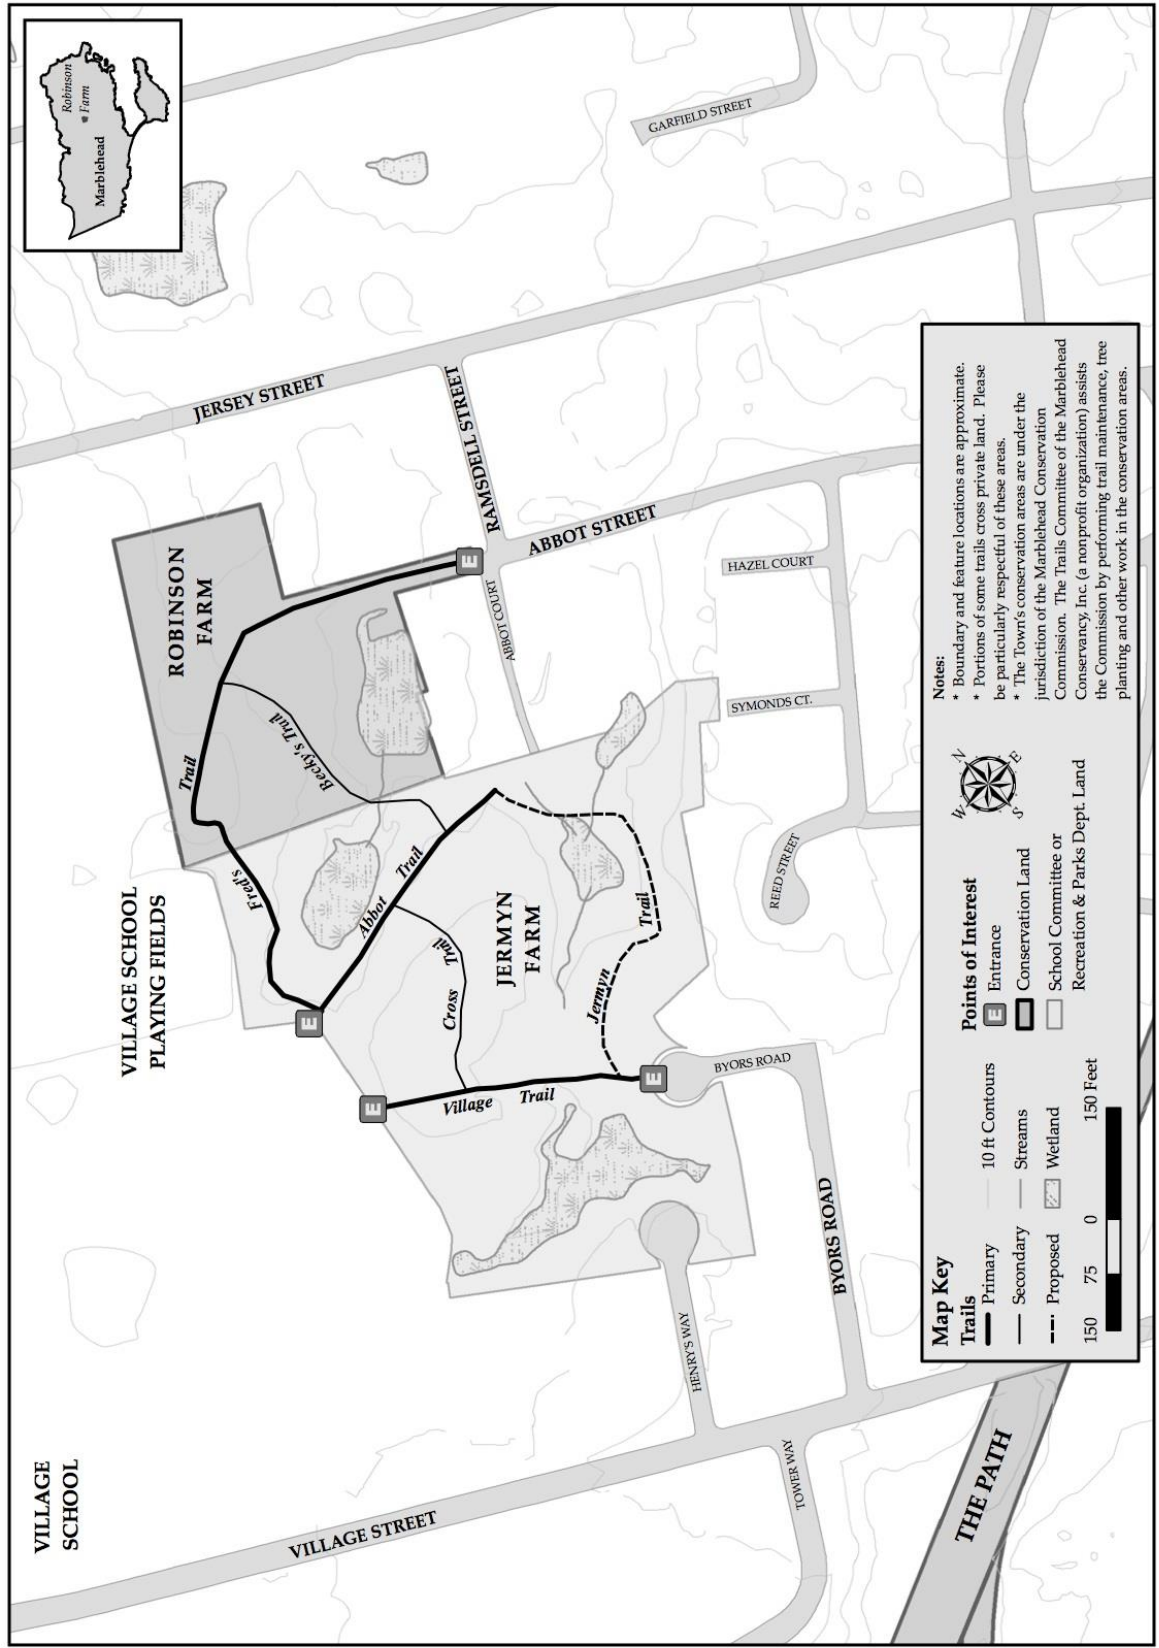 Robinson
Farm
Marblehead
VILLAGE
SCHOOL
VILLAGE SCHOOL
PLAYING FIELDS
ROBINSON
FARM
JERSEY STREET
GARFIELD STREET
RAMSDELL STREET
ABBOT STREET
ABBOT COURT
HAZEL COURT
SYMONDS CT.
REED STREET
Trail
Fred's
Becky's Trail
Abbot
Trail
Cross
Trail
JERMYN
FARM
Jermyn
Trail
Village
Trail
E
E
E
E
BYORS ROAD
BYORS ROAD
HENRY'S WAY
TOWER WAY
VILLAGE STREET
THE PATH
Map Key
Trails
Primary
Secondary
Proposed
10 ft Contours
Streams
Wetland
150
75
0
150 Feet
Points of Interest
E
Entrance
Conservation Land
School Committee or
Recreation & Parks Dept. Land
N
E
S
W
Notes:
* Boundary and feature locations are approximate.
* Portions of some trails cross private land. Please
be particularly respectful of these areas.
* The Town's conservation areas are under the
jurisdiction of the Marblehead Conservation
Commission. The Trails Committee of the Marblehead
Conservancy, Inc. (a nonprofit organization) assists
the Commission by performing trail maintenance, tree
planting and other work in the conservation areas.